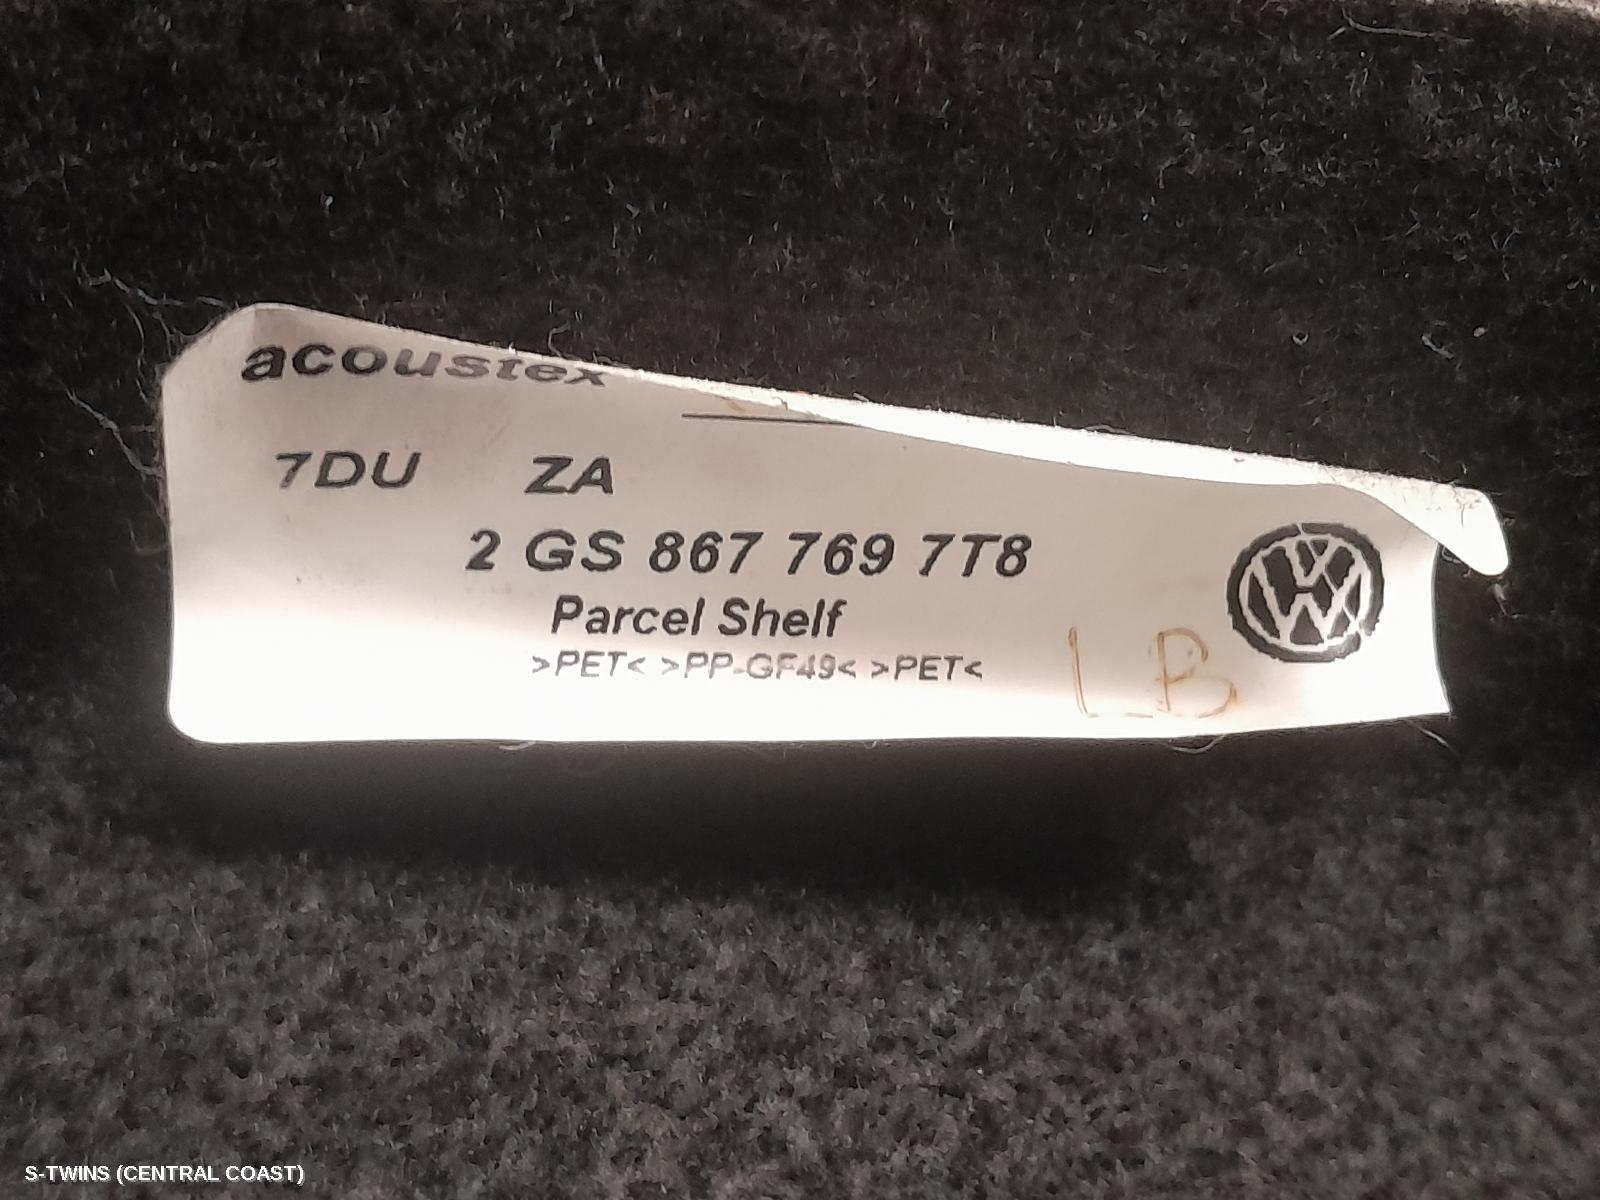 acoustex
7DU ZA
2 GS 867 769 7T8
Parcel Shelf
>PET< >PP-GF49< >PET<
LB
S-TWINS (CENTRAL COAST)